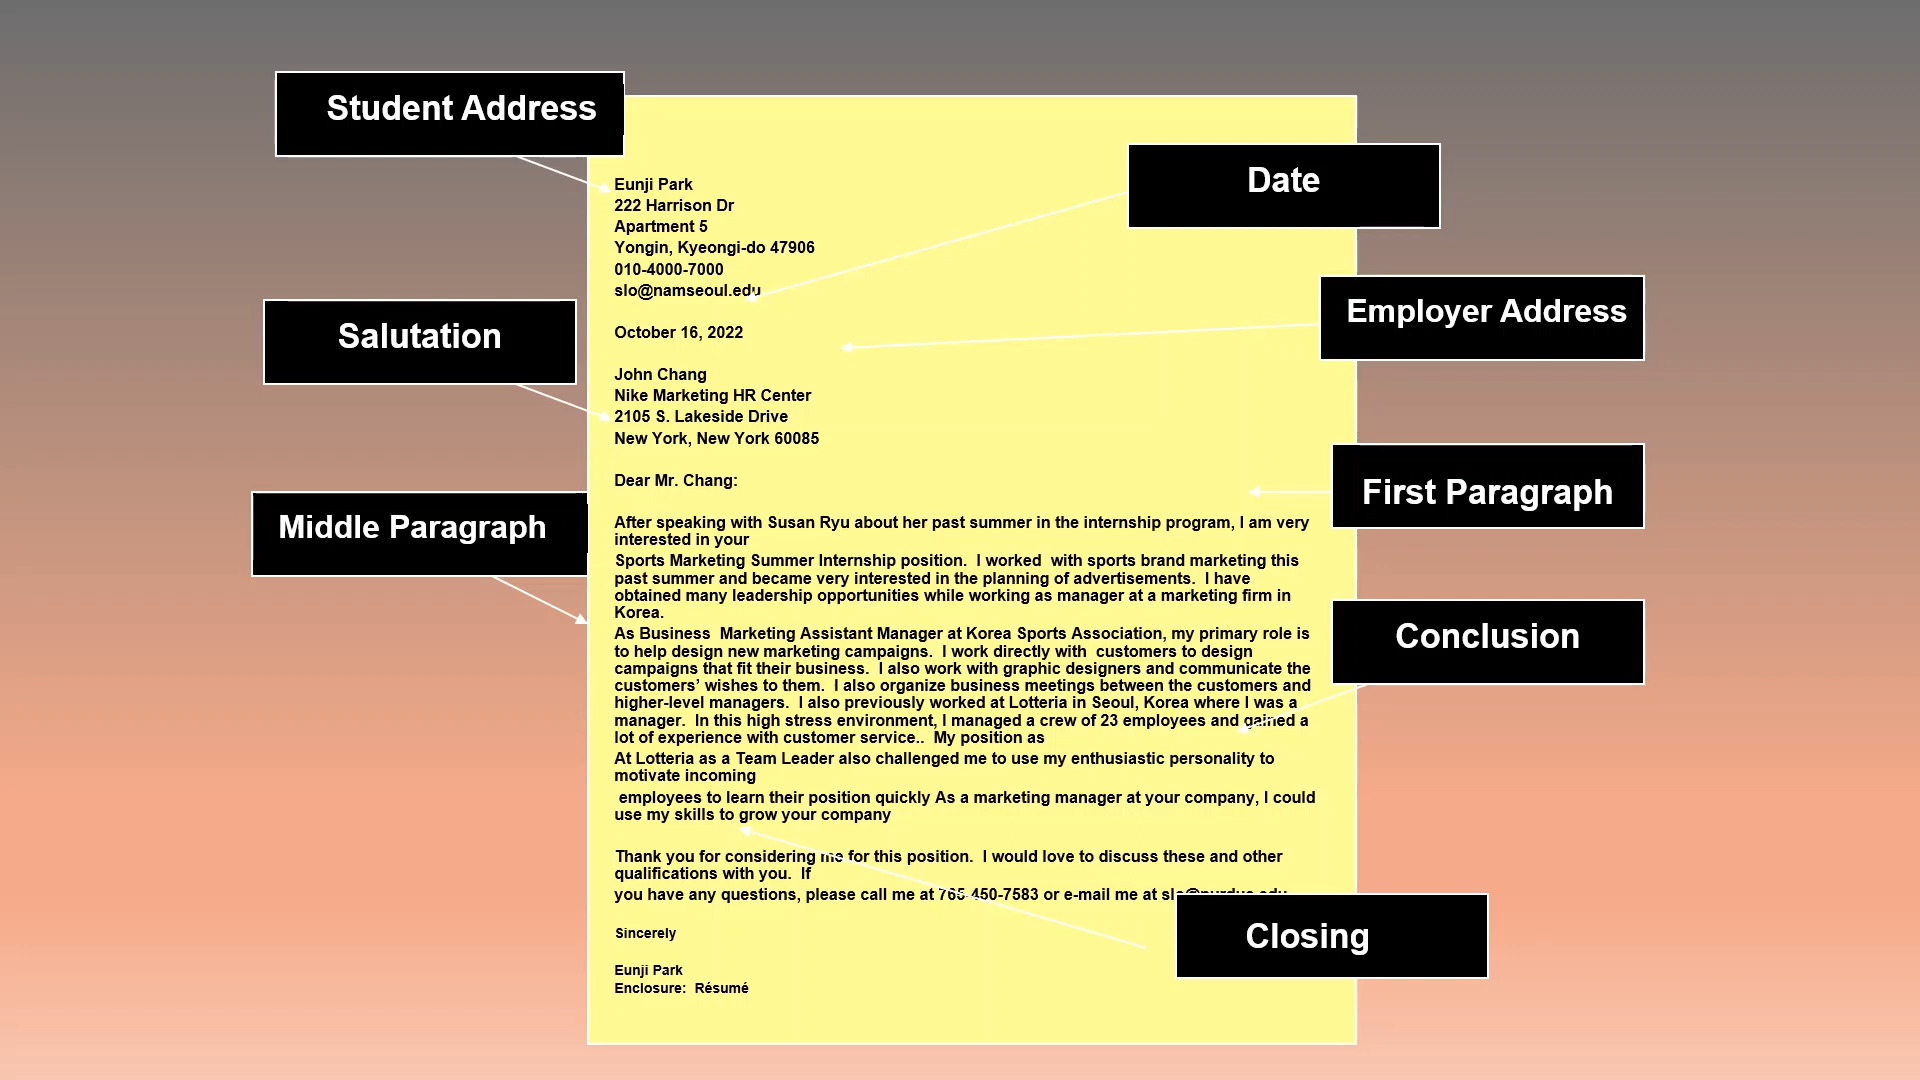 Student Address
Date
Employer Address
Salutation
First Paragraph
Middle Paragraph
Conclusion
Closing
Eunji Park
222 Harrison Dr
Apartment 5
Yongin, Kyeongi-do 47906
010-4000-7000
slo@namseoul.edu
October 16, 2022
John Chang
Nike Marketing HR Center
2105 S. Lakeside Drive
New York, New York 60085
Dear Mr. Chang:
After speaking with Susan Ryu about her past summer in the internship program, I am very
interested in your
Sports Marketing Summer Internship position.  I worked  with sports brand marketing this
past summer and became very interested in the planning of advertisements.  I have
obtained many leadership opportunities while working as manager at a marketing firm in
Korea.
As Business  Marketing Assistant Manager at Korea Sports Association, my primary role is
to help design new marketing campaigns.  I work directly with  customers to design
campaigns that fit their business.  I also work with graphic designers and communicate the
customers’ wishes to them.  I also organize business meetings between the customers and
higher-level managers.  I also previously worked at Lotteria in Seoul, Korea where I was a
manager.  In this high stress environment, I managed a crew of 23 employees and gained a
lot of experience with customer service..  My position as
At Lotteria as a Team Leader also challenged me to use my enthusiastic personality to
motivate incoming
employees to learn their position quickly As a marketing manager at your company, I could
use my skills to grow your company
Thank you for considering me for this position.  I would love to discuss these and other
qualifications with you.  If
you have any questions, please call me at 765-450-7583 or e-mail me at
Sincerely
Eunji Park
Enclosure:  Résumé